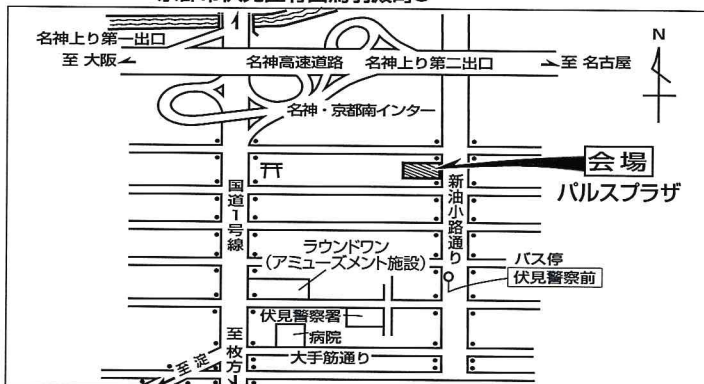 名神上り第一出口
至 大阪
名神高速道路
名神上り第二出口
至 名古屋
N
名神・京都南インター
会場
パルスプラザ
国道1号線
新油小路通り
ラウンドワン
(アミューズメント施設)
バス停
伏見警察前
伏見警察署
病院
大手筋通り
至 枚方
至 淀